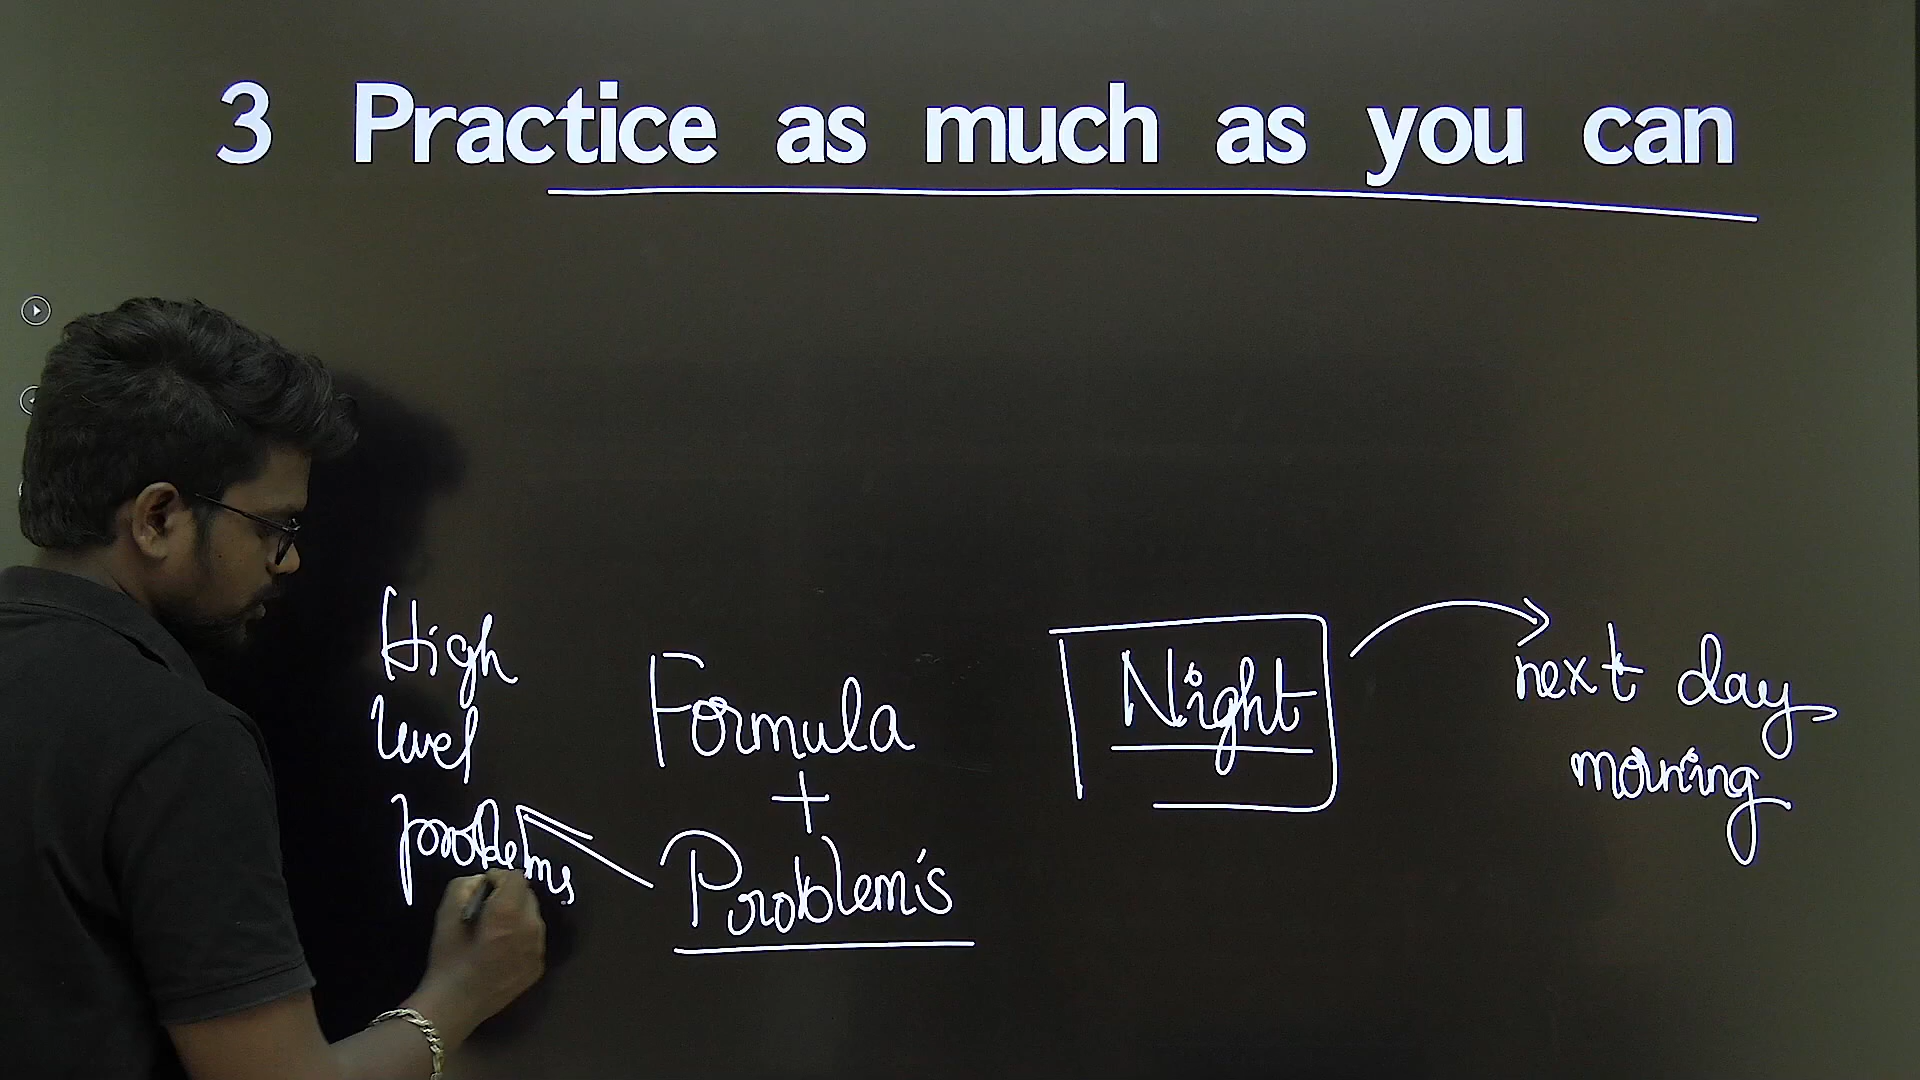 3 Practice as much as you can
High
level
problems
Formula
+
Problem's
Night
next day
morning